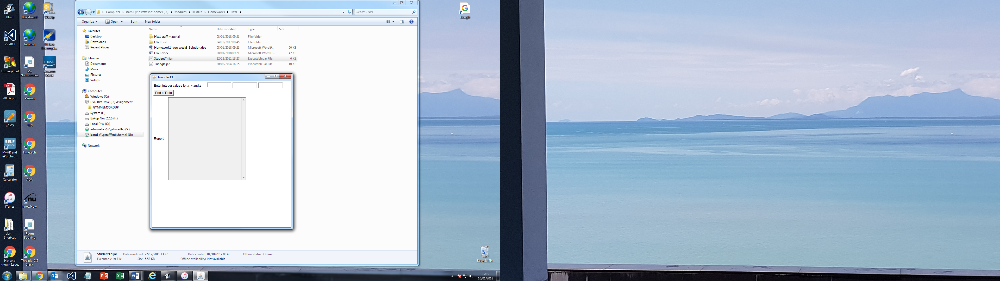 BlueJ
Blackboard
WinZip
VS 2013
Intranet
DJ Java
Decompil...
TurningPoint
My
Northumbria
music
Amazon
Music
PDF
ARTA.pdf
eVision
SAMS
SITS
SELF
service
MyHR and
ePurchas...
Timetable
Calculator
AQA
iTunes
nu
KnowHow
alan -
Shortcut
Room
Booking
Hot and
Known Issues
Threads CIS
Slack
Computer izam1 (\\pstafffsnb\home) (U:) Modules KF4007 Homeworks HW1
Search HW1
Organize Open Burn New folder
Favorites
Desktop
Downloads
Recent Places
Libraries
Documents
Music
Pictures
Videos
Computer
Windows (C:)
DVD RW Drive (D:) Assignment 1
GYMMEMSGROUP
System (E:)
Bakup Nov 2016 (F:)
Local Disk (Q:)
informatics$ (\\sharedfs) (S:)
izam1 (\\pstafffsnb\home) (U:)
Network
Name Date modified Type Size
HW1 staff material 08/01/2018 09:21 File folder
HW1Test 04/10/2017 08:45 File folder
Homework1_due_week3_Solution.doc 08/01/2018 09:21 Microsoft Word 9... 50 KB
HW1.docx 08/01/2018 09:21 Microsoft Word D... 42 KB
StudentTri.jar 22/12/2011 13:27 Executable Jar File 6 KB
Triangle.jar 30/03/2004 16:15 Executable Jar File 10 KB
Triangle #1
Enter integer values for x , y and z :
End of Data
Report
StudentTri.jar Date modified: 22/12/2011 13:27 Date created: 04/10/2017 08:45 Offline status: Online
Executable Jar File Size: 5.53 KB Offline availability: Not available
Google
Recycle Bin
12:19
10/01/2018